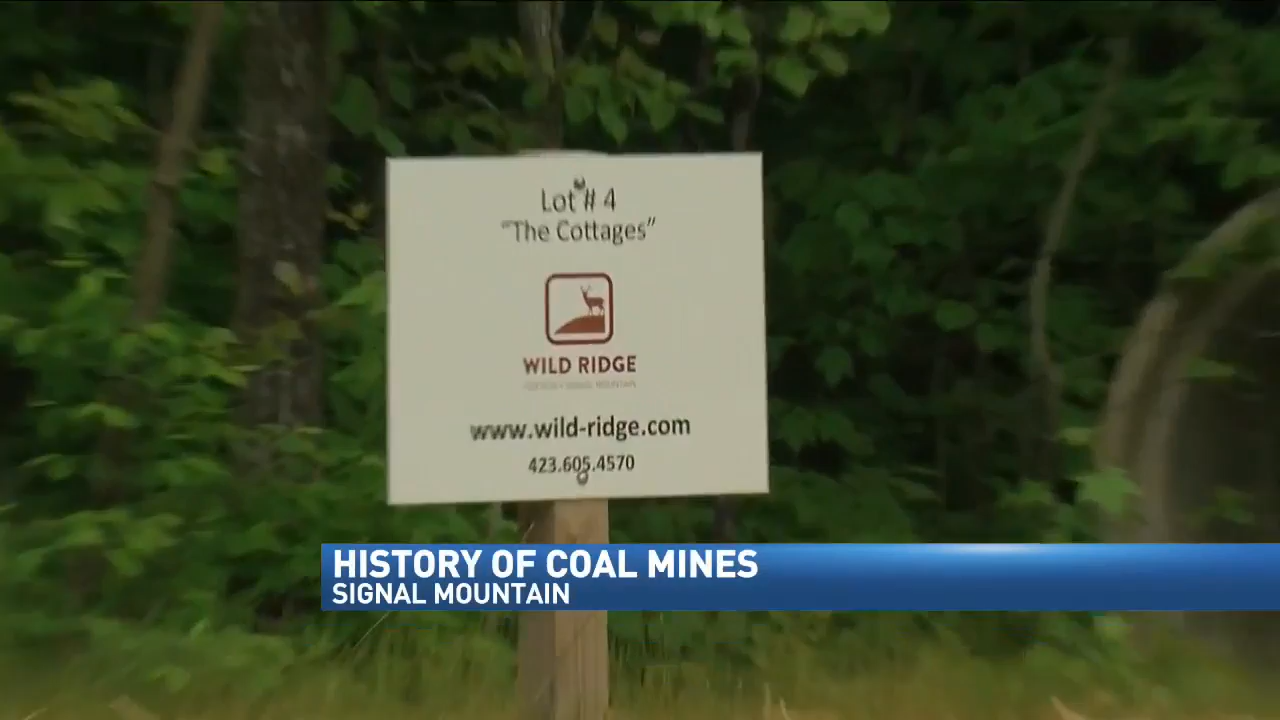 Lot # 4
"The Cottages"
WILD RIDGE
www.wild-ridge.com
423.605.4570
HISTORY OF COAL MINES
SIGNAL MOUNTAIN